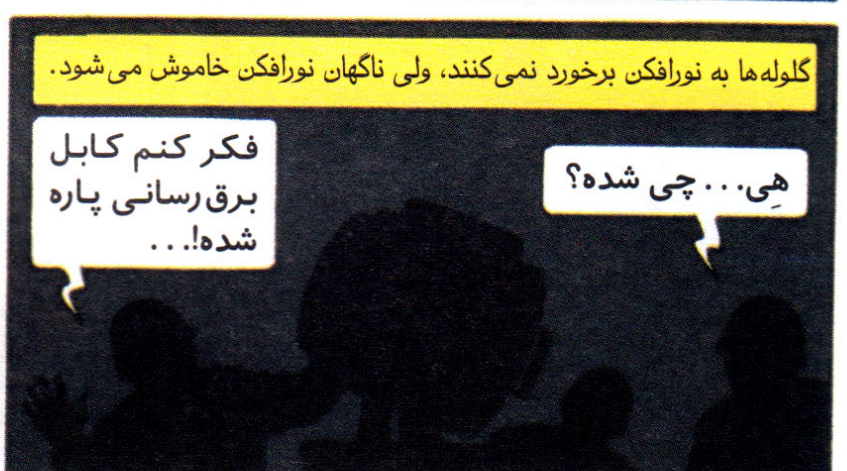 گلوله‌ها به نورافکن برخورد نمی‌کنند، ولی ناگهان نورافکن خاموش می‌شود.
هِی... چی شده؟
فکر کنم کابل
برق‌رسانی پاره
شده!...